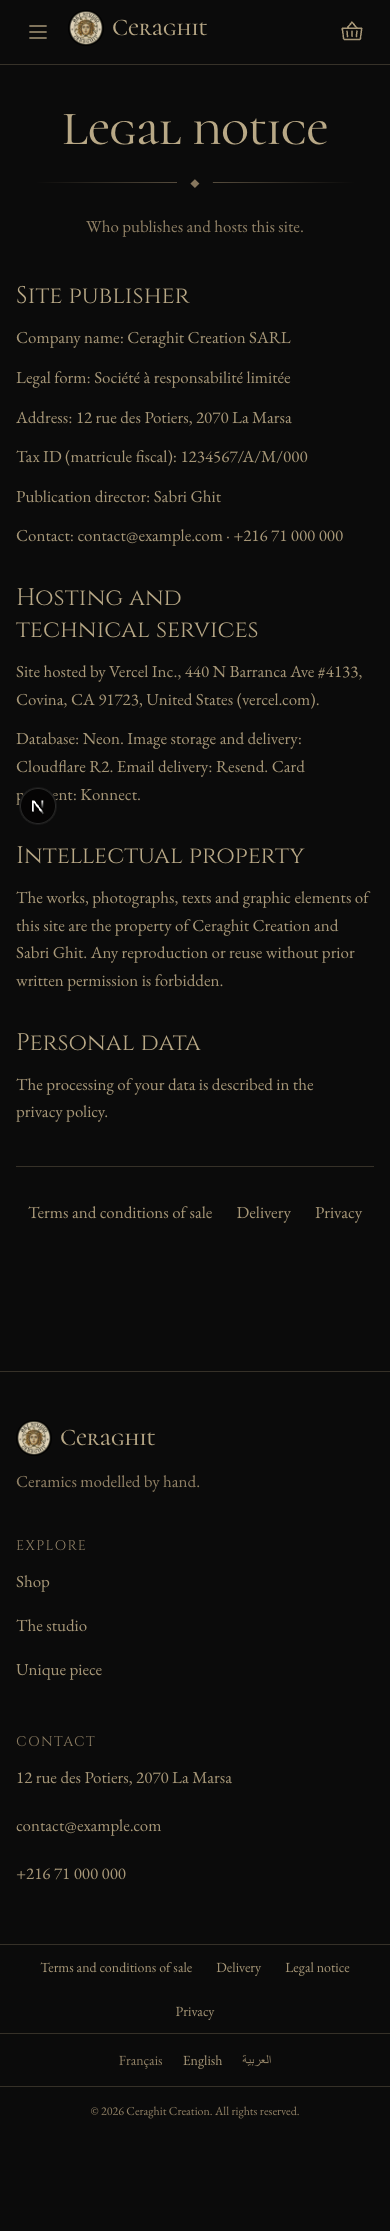 Ceraghit
Legal notice
Who publishes and hosts this site.
Site publisher
Company name: Ceraghit Creation SARL
Legal form: Société à responsabilité limitée
Address: 12 rue des Potiers, 2070 La Marsa
Tax ID (matricule fiscal): 1234567/A/M/000
Publication director: Sabri Ghit
Contact: contact@example.com · +216 71 000 000
Hosting and
technical services
Site hosted by Vercel Inc., 440 N Barranca Ave #4133,
Covina, CA 91723, United States (vercel.com).
Database: Neon. Image storage and delivery:
Cloudflare R2. Email delivery: Resend. Card
N
Konnect.
Intellectual property
The works, photographs, texts and graphic elements of
this site are the property of Ceraghit Creation and
Sabri Ghit. Any reproduction or reuse without prior
written permission is forbidden.
Personal data
The processing of your data is described in the
privacy policy.
Terms and conditions of sale Delivery Privacy
Ceraghit
Ceramics modelled by hand.
EXPLORE
Shop
The studio
Unique piece
CONTACT
12 rue des Potiers, 2070 La Marsa
contact@example.com
+216 71 000 000
Terms and conditions of sale Delivery Legal notice
Privacy
Français English العربية
© 2026 Ceraghit Creation. All rights reserved.